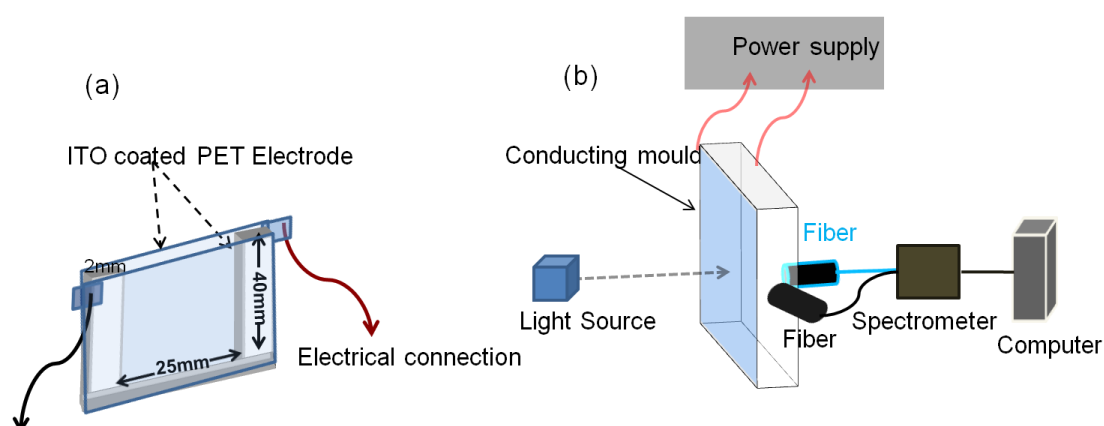 (a)
ITO coated PET Electrode
2mm
40mm
25mm
Electrical connection
(b)
Power supply
Conducting mould
Fiber
Light Source
Fiber
Spectrometer
Computer